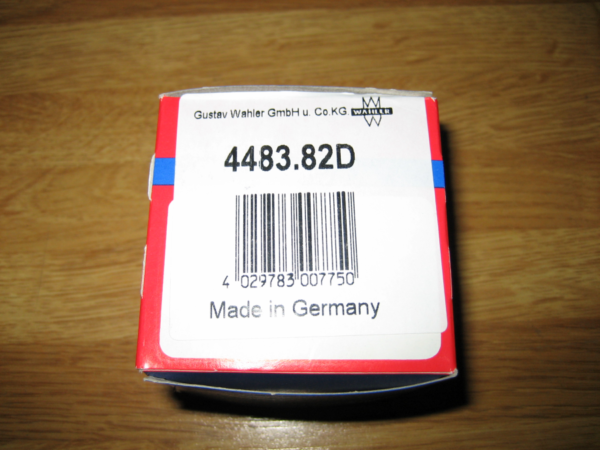 Gustav Wahler GmbH u. Co.KG. WAHLER
4483.82D
4 029783 007750
Made in Germany